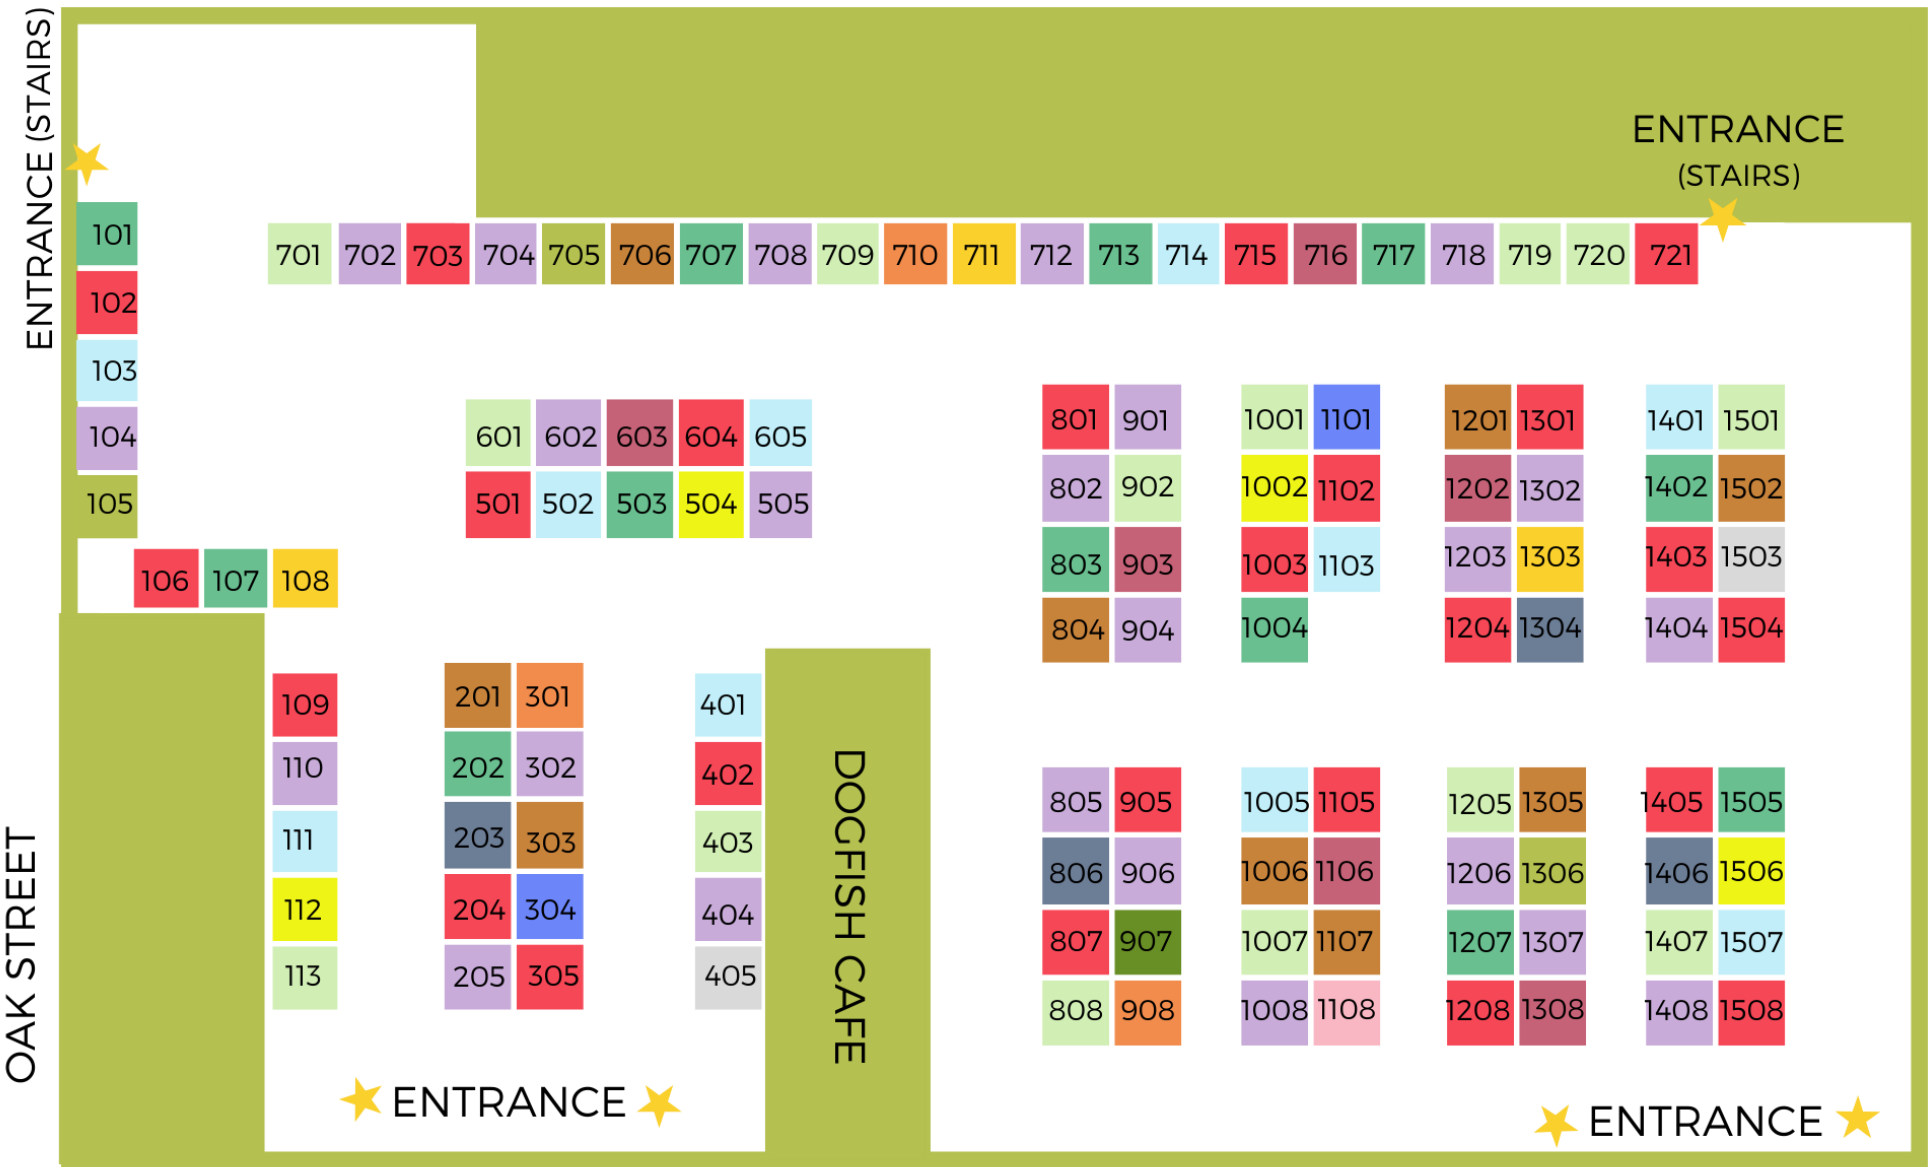 ENTRANCE (STAIRS)
ENTRANCE
(STAIRS)
101
102
103
104
105
106 107 108
701 702 703 704 705 706 707 708 709 710 711 712 713 714 715 716 717 718 719 720 721
601 602 603 604 605
501 502 503 504 505
801 901 1001 1101 1201 1301 1401 1501
802 902 1002 1102 1202 1302 1402 1502
803 903 1003 1103 1203 1303 1403 1503
804 904 1004 1204 1304 1404 1504
109 201 301 401
110 202 302 402
111 203 303 403
112 204 304 404
113 205 305 405
DOGFISH CAFE
805 905 1005 1105 1205 1305 1405 1505
806 906 1006 1106 1206 1306 1406 1506
807 907 1007 1107 1207 1307 1407 1507
808 908 1008 1108 1208 1308 1408 1508
OAK STREET
ENTRANCE
ENTRANCE